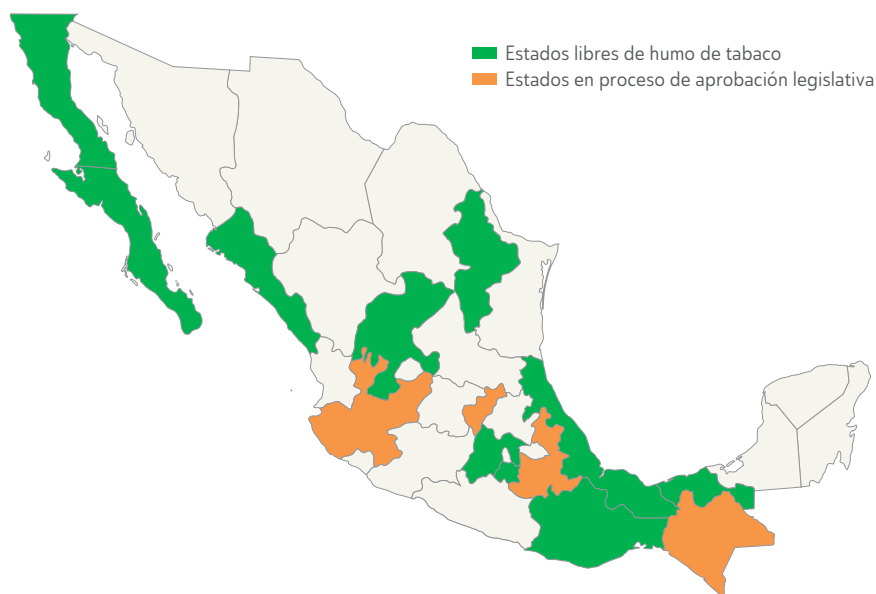 Estados libres de humo de tabaco
Estados en proceso de aprobación legislativa